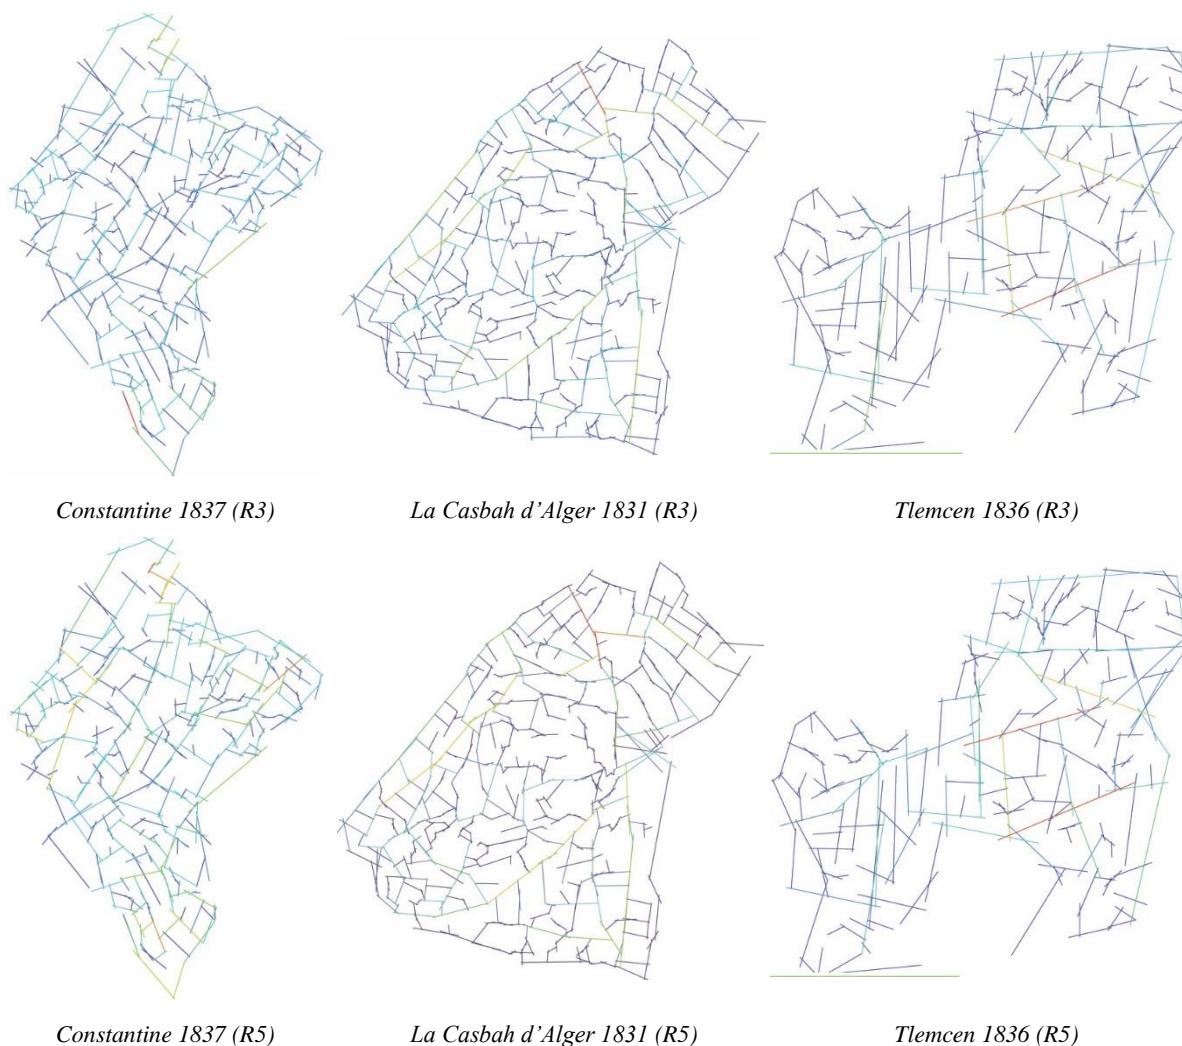 Constantine 1837 (R3)
La Casbah d’Alger 1831 (R3)
Tlemcen 1836 (R3)
Constantine 1837 (R5)
La Casbah d’Alger 1831 (R5)
Tlemcen 1836 (R5)